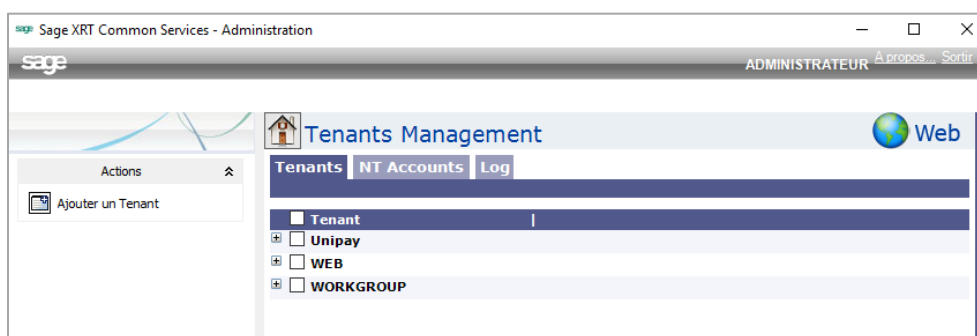 Sage XRT Common Services - Administration
sage
ADMINISTRATEUR A propos... Sortir
Tenants Management
Web
Actions
Ajouter un Tenant
Tenants NT Accounts Log
Tenant
Unipay
WEB
WORKGROUP